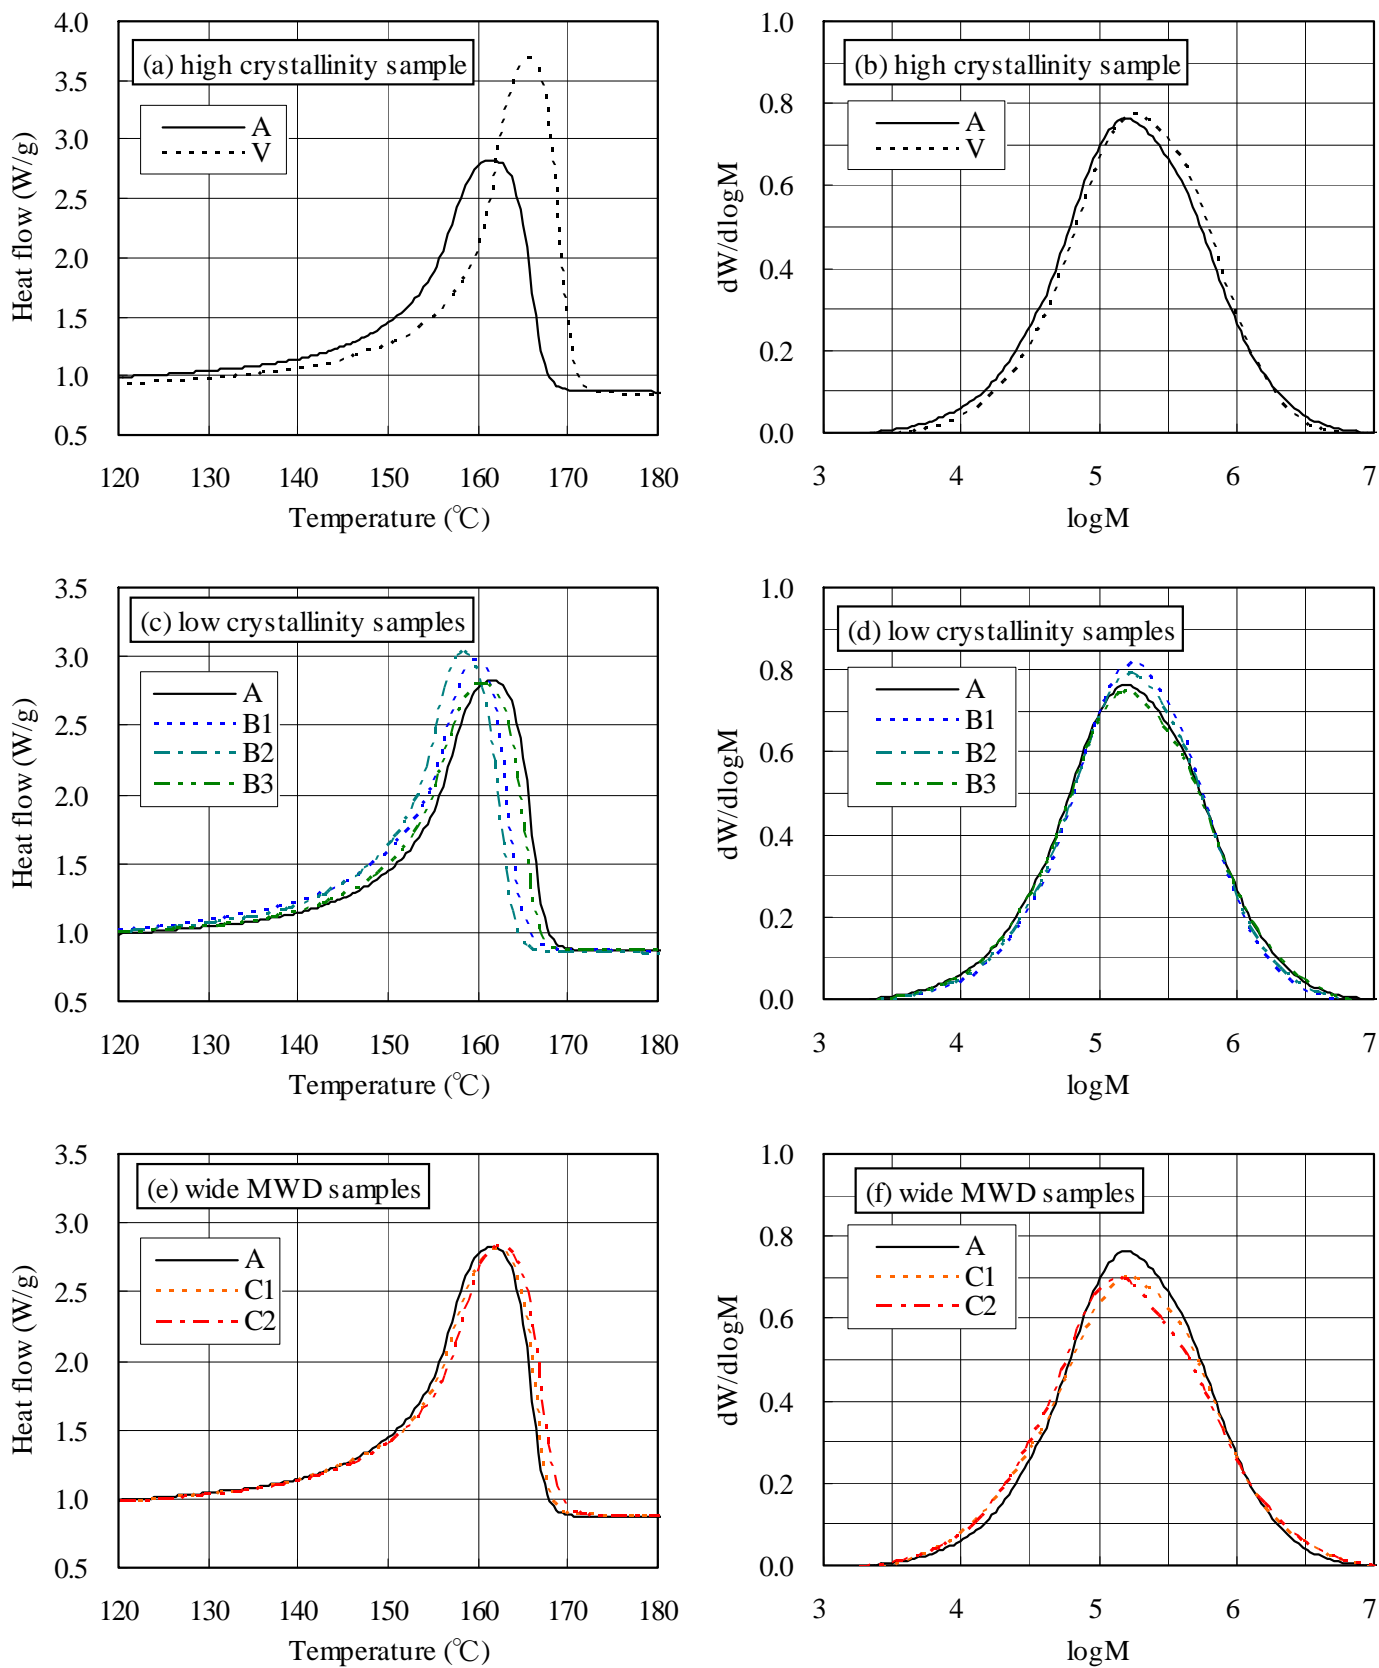 (a) high crystallinity sample
A
V
Heat flow (W/g)
4.0
3.5
3.0
2.5
2.0
1.5
1.0
0.5
120 130 140 150 160 170 180
Temperature (℃)
(b) high crystallinity sample
A
V
dW/dlogM
1.0
0.8
0.6
0.4
0.2
0.0
3 4 5 6 7
logM
(c) low crystallinity samples
A
B1
B2
B3
Heat flow (W/g)
3.5
3.0
2.5
2.0
1.5
1.0
0.5
120 130 140 150 160 170 180
Temperature (℃)
(d) low crystallinity samples
A
B1
B2
B3
dW/dlogM
1.0
0.8
0.6
0.4
0.2
0.0
3 4 5 6 7
logM
(e) wide MWD samples
A
C1
C2
Heat flow (W/g)
3.5
3.0
2.5
2.0
1.5
1.0
0.5
120 130 140 150 160 170 180
Temperature (℃)
(f) wide MWD samples
A
C1
C2
dW/dlogM
1.0
0.8
0.6
0.4
0.2
0.0
3 4 5 6 7
logM